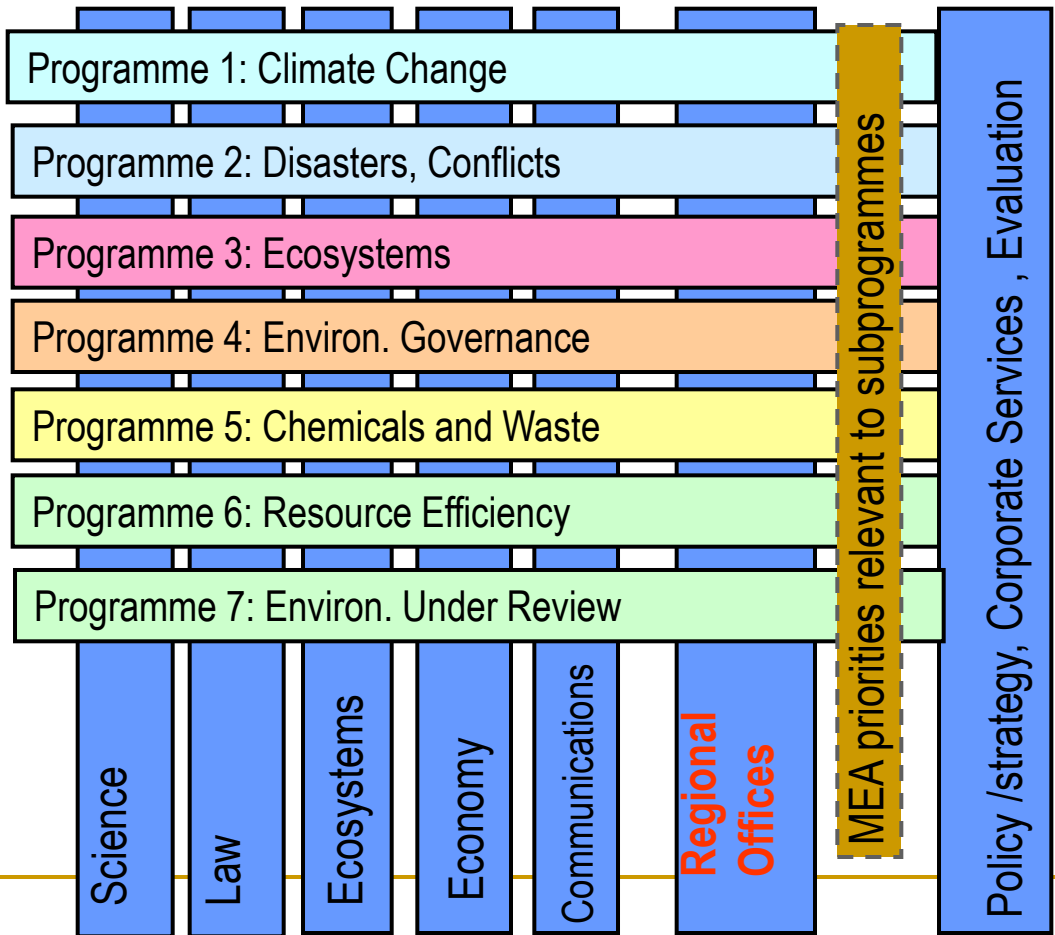 Programme 1: Climate Change
Programme 2: Disasters, Conflicts
Programme 3: Ecosystems
Programme 4: Environ. Governance
Programme 5: Chemicals and Waste
Programme 6: Resource Efficiency
Programme 7: Environ. Under Review
Science
Law
Ecosystems
Economy
Communications
Regional
Offices
MEA priorities relevant to subprogrammes
Policy /strategy, Corporate Services , Evaluation